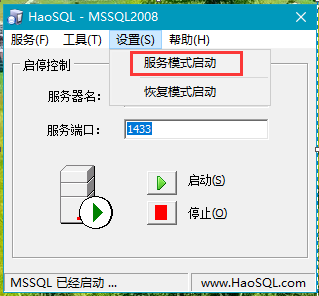 HaoSQL - MSSQL2008
服务(F) 工具(T) 设置(S) 帮助(H)
服务模式启动
恢复模式启动
启停控制
服务器名:
服务端口: 1433
启动(S)
停止(O)
MSSQL 已经启动 ... www.HaoSQL.com